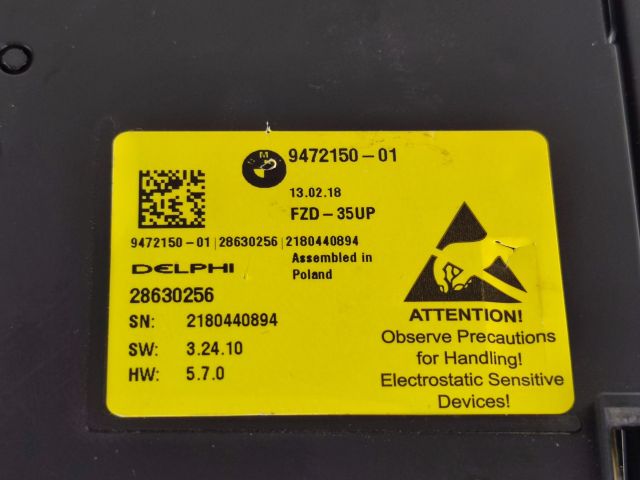 9472150-01
13.02.18
FZD-35UP
9472150-01|28630256|2180440894
DELPHI
Assembled in
Poland
28630256
SN: 2180440894
SW: 3.24.10
HW: 5.7.0
ATTENTION!
Observe Precautions
for Handling!
Electrostatic Sensitive
Devices!